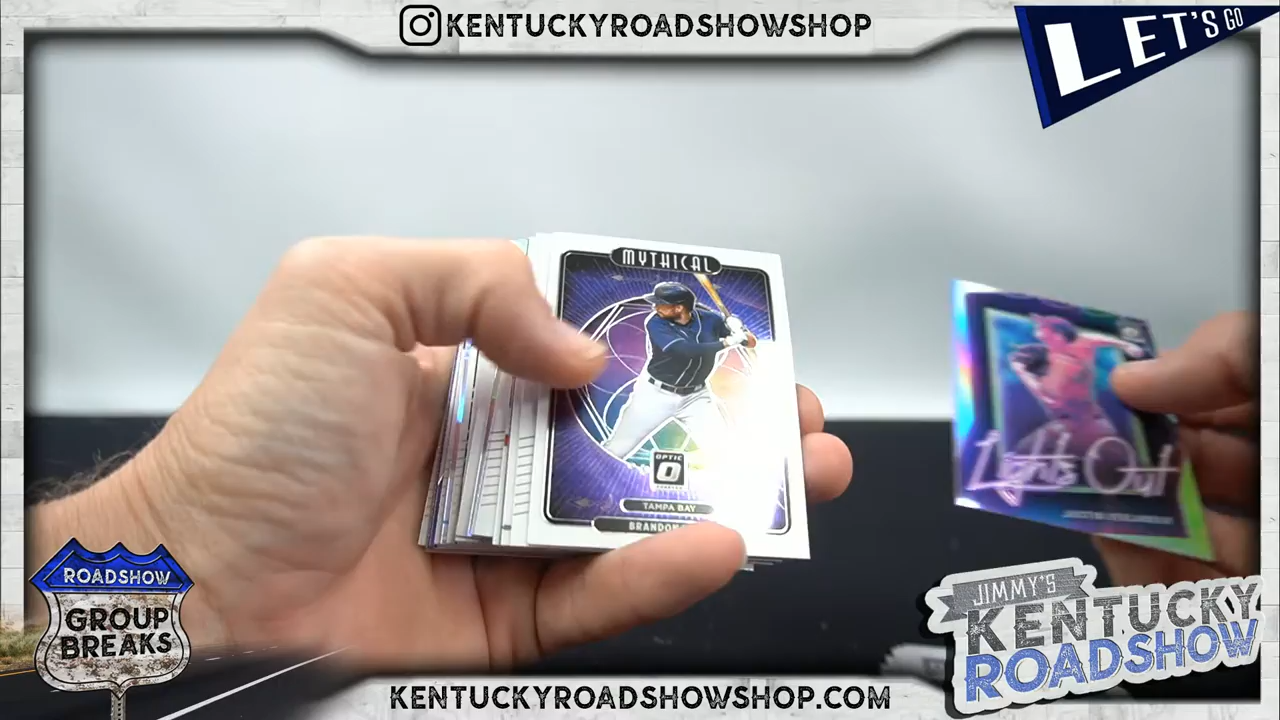 KENTUCKYROADSHOWSHOP
LET'S GO
MYTHICAL
OPTIC
TAMPA BAY
BRANDON
Lights Out
ROADSHOW
GROUP
BREAKS
JIMMY'S
KENTUCKY
ROADSHOW
KENTUCKYROADSHOWSHOP.COM